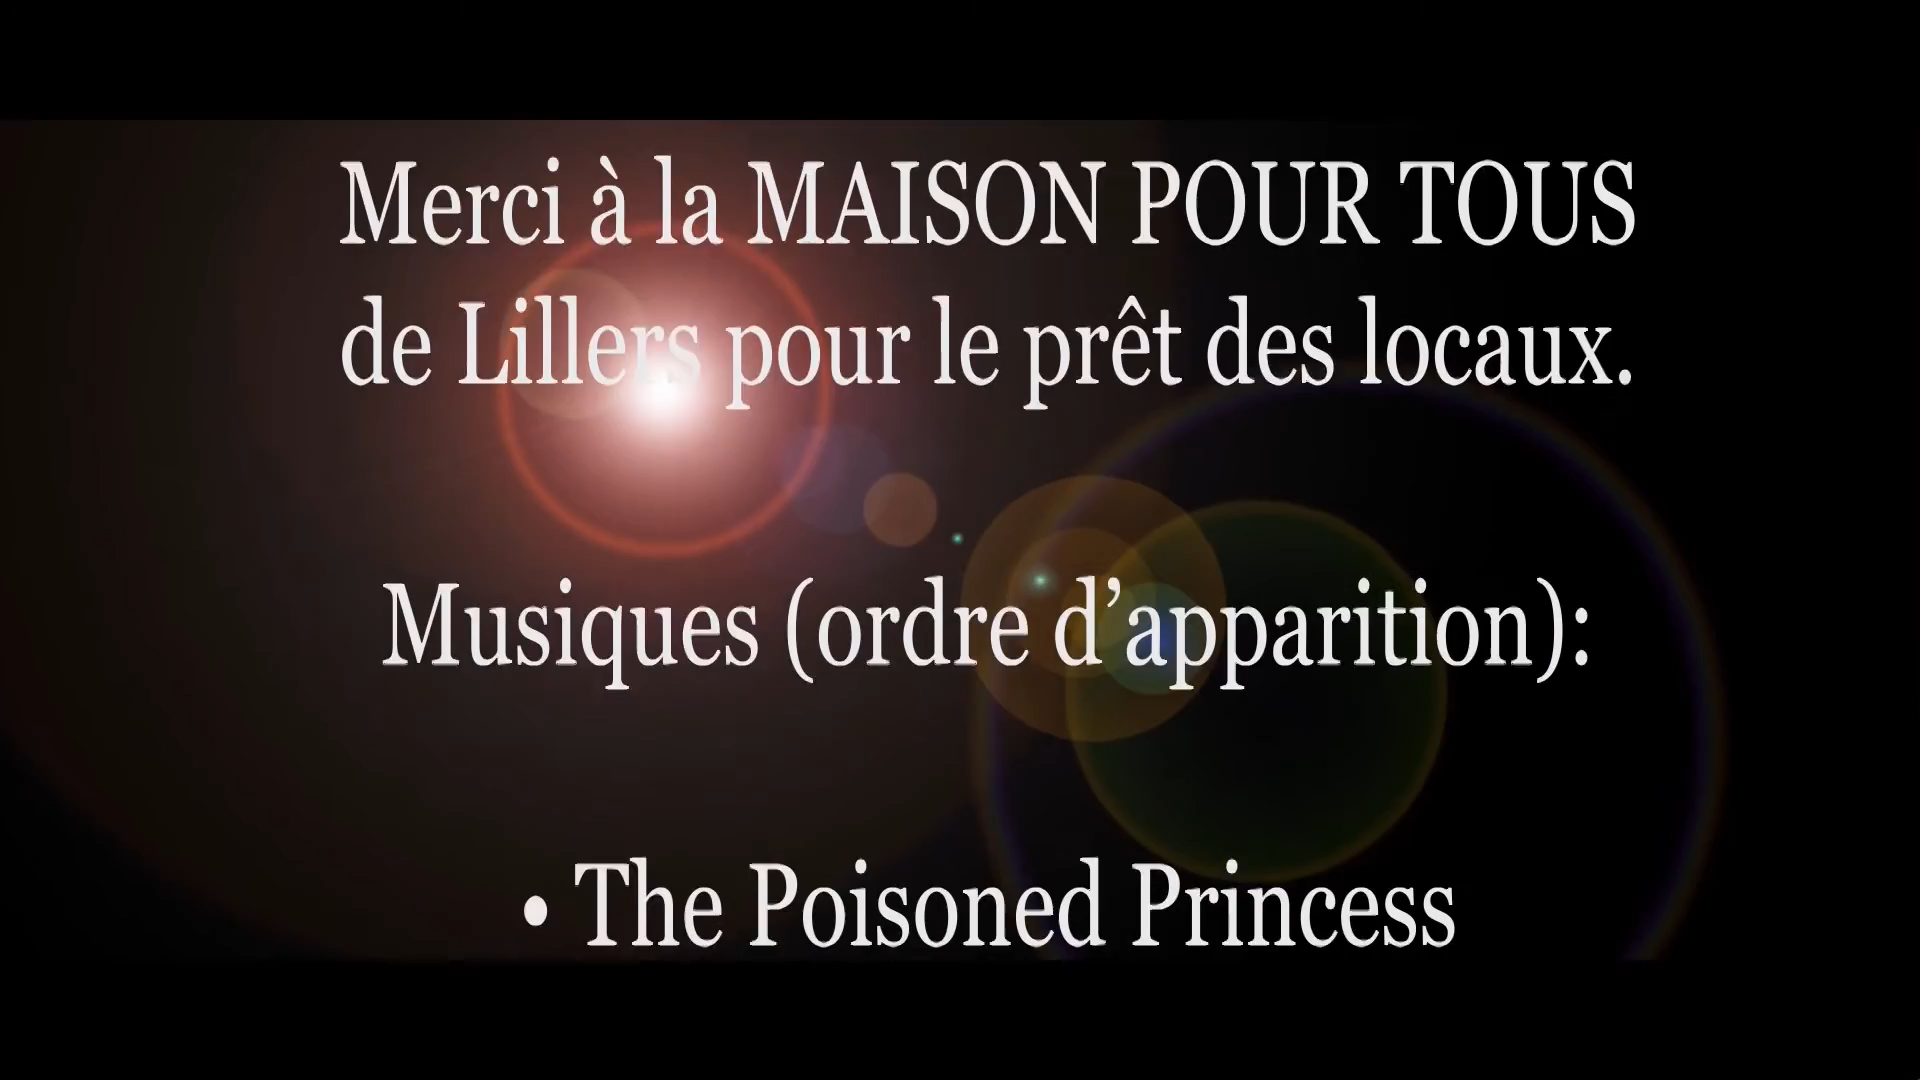 Merci à la MAISON POUR TOUS
de Lillers pour le prêt des locaux.
Musiques (ordre d’apparition):
• The Poisoned Princess